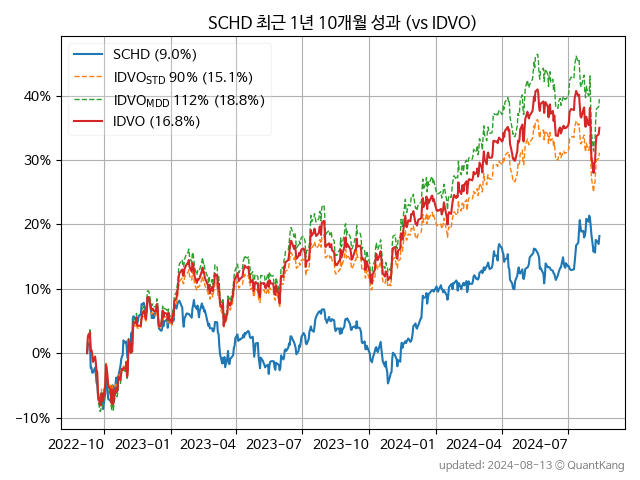 SCHD 최근 1년 10개월 성과 (vs IDVO)
SCHD (9.0%)
IDVO_STD 90% (15.1%)
IDVO_MDD 112% (18.8%)
IDVO (16.8%)
40%
30%
20%
10%
0%
−10%
2022−10 2023−01 2023−04 2023−07 2023−10 2024−01 2024−04 2024−07
updated: 2024-08-13 © QuantKang